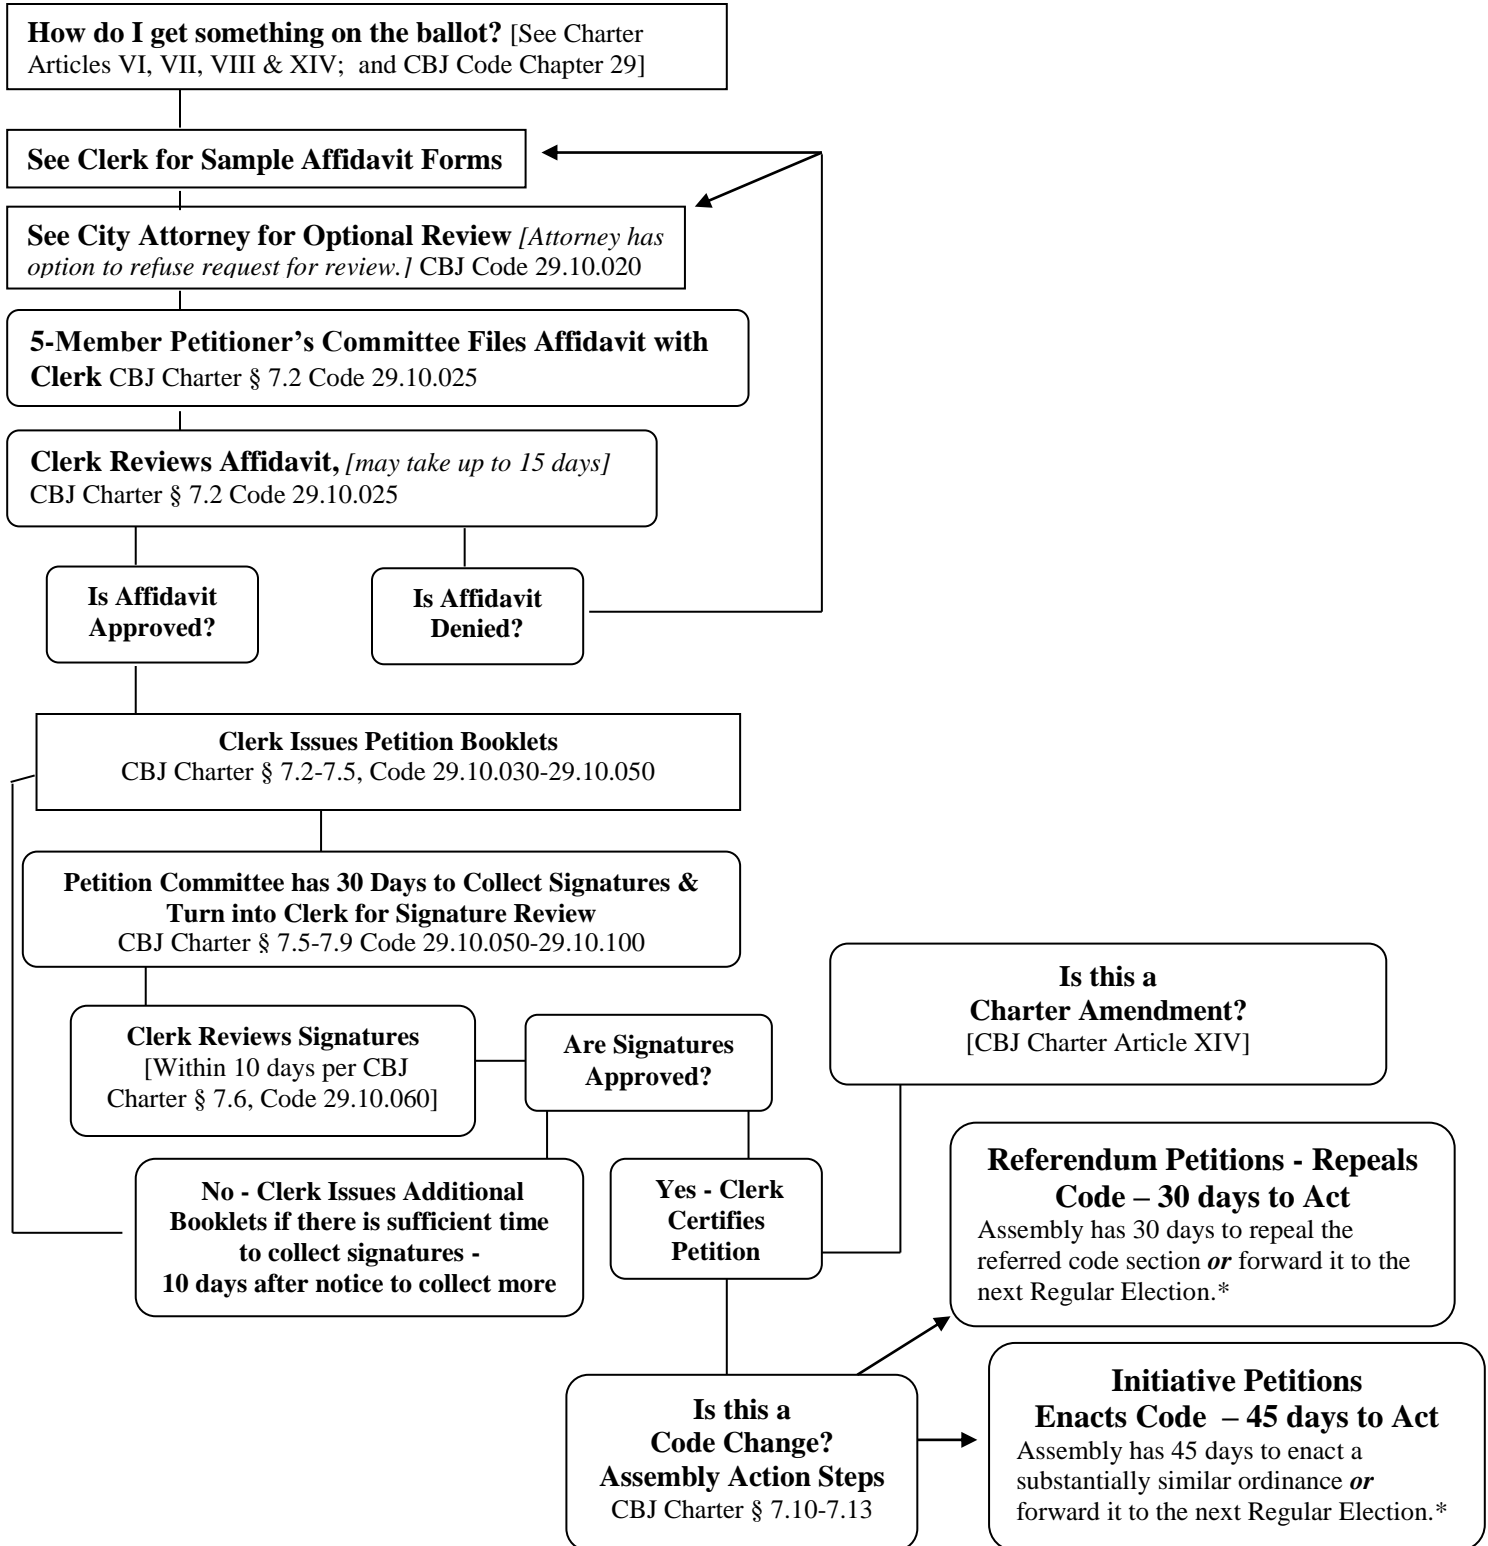 How do I get something on the ballot? [See Charter
Articles VI, VII, VIII & XIV;  and CBJ Code Chapter 29]
See Clerk for Sample Affidavit Forms
See City Attorney for Optional Review [Attorney has
option to refuse request for review.] CBJ Code 29.10.020
5-Member Petitioner’s Committee Files Affidavit with
Clerk CBJ Charter § 7.2 Code 29.10.025
Clerk Reviews Affidavit, [may take up to 15 days]
CBJ Charter § 7.2 Code 29.10.025
Is Affidavit
Approved?
Is Affidavit
Denied?
Clerk Issues Petition Booklets
CBJ Charter § 7.2-7.5, Code 29.10.030-29.10.050
Petition Committee has 30 Days to Collect Signatures &
Turn into Clerk for Signature Review
CBJ Charter § 7.5-7.9 Code 29.10.050-29.10.100
Clerk Reviews Signatures
[Within 10 days per CBJ
Charter § 7.6, Code 29.10.060]
Are Signatures
Approved?
No - Clerk Issues Additional
Booklets if there is sufficient time
to collect signatures -
10 days after notice to collect more
Yes - Clerk
Certifies
Petition
Is this a
Charter Amendment?
[CBJ Charter Article XIV]
Is this a
Code Change?
Assembly Action Steps
CBJ Charter § 7.10-7.13
Referendum Petitions - Repeals
Code – 30 days to Act
Assembly has 30 days to repeal the
referred code section or forward it to the
next Regular Election.*
Initiative Petitions
Enacts Code  – 45 days to Act
Assembly has 45 days to enact a
substantially similar ordinance or
forward it to the next Regular Election.*